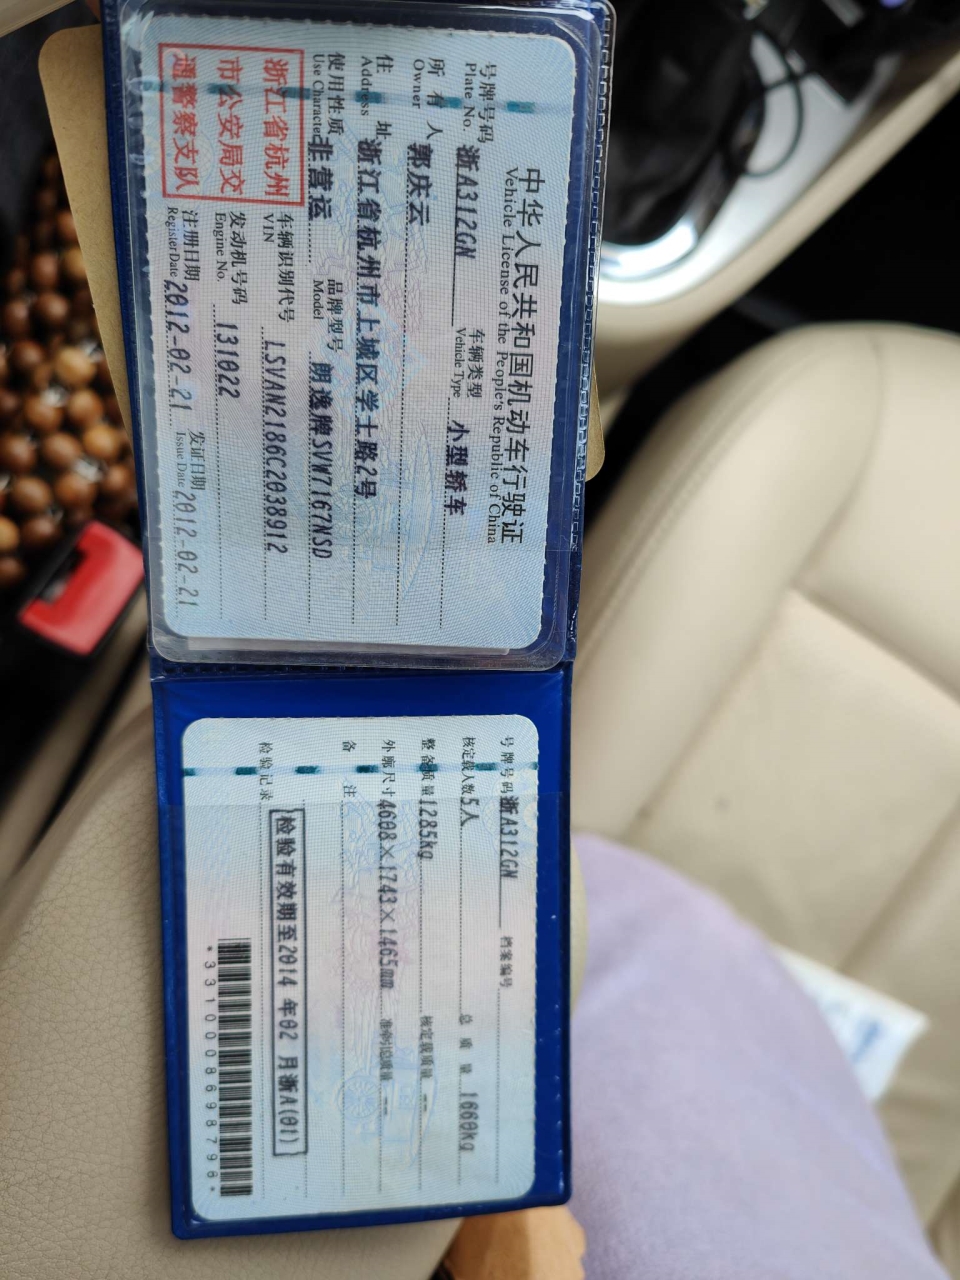 中华人民共和国机动车行驶证
Vehicle License of the People's Republic of China
号牌号码 浙A312GN 车辆类型 小型轿车
Plate No. Vehicle Type
所有人 郭庆云
Owner
住址 浙江省杭州市上城区学士路2号
Address
使用性质 非营运 品牌型号 朗逸牌SVW7167NSD
Use Character Model
浙江省杭州
市公安局交
通警察支队
车辆识别代号 LSVAN2186C2038912
VIN
发动机号码 131022
Engine No.
注册日期 2012-02-21 发证日期 2012-02-21
Register Date Issue Date
号牌号码 浙A312GN 档案编号
核定载人数 5人 总质量 1660kg
整备质量 1285kg 核定载质量 --
外廓尺寸 4608×1743×1465mm 准牵引总质量 --
备注
检验记录
检验有效期至2014年02月浙A(01)
*3310008698796*